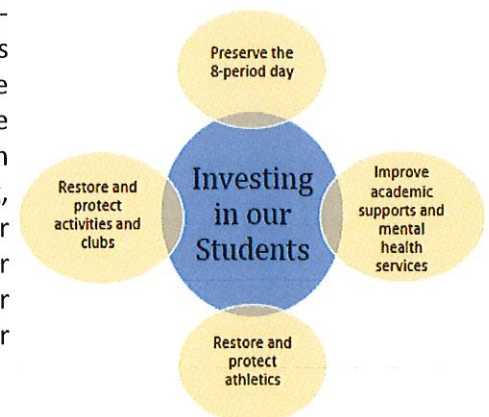 Preserve the
8-period day
Restore and
protect
activities and
clubs
Investing
in our
Students
Improve
academic
supports and
mental
health
services
Restore and
protect
athletics